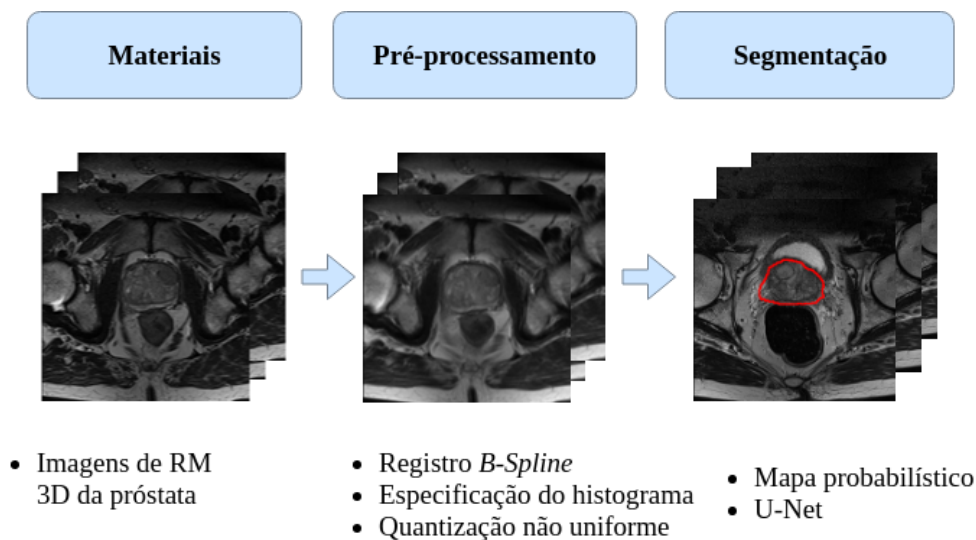 Materiais
Pré-processamento
Segmentação
• Imagens de RM
3D da próstata
• Registro B-Spline
• Especificação do histograma
• Quantização não uniforme
• Mapa probabilístico
• U-Net